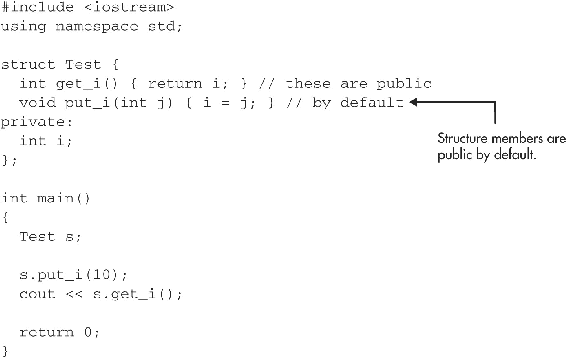 #include <iostream>
using namespace std;
struct Test {
  int get_i() { return i; } // these are public
  void put_i(int j) { i = j; } // by default
private:
  int i;
};
Structure members are
public by default.
int main()
{
  Test s;
  s.put_i(10);
  cout << s.get_i();
  return 0;
}